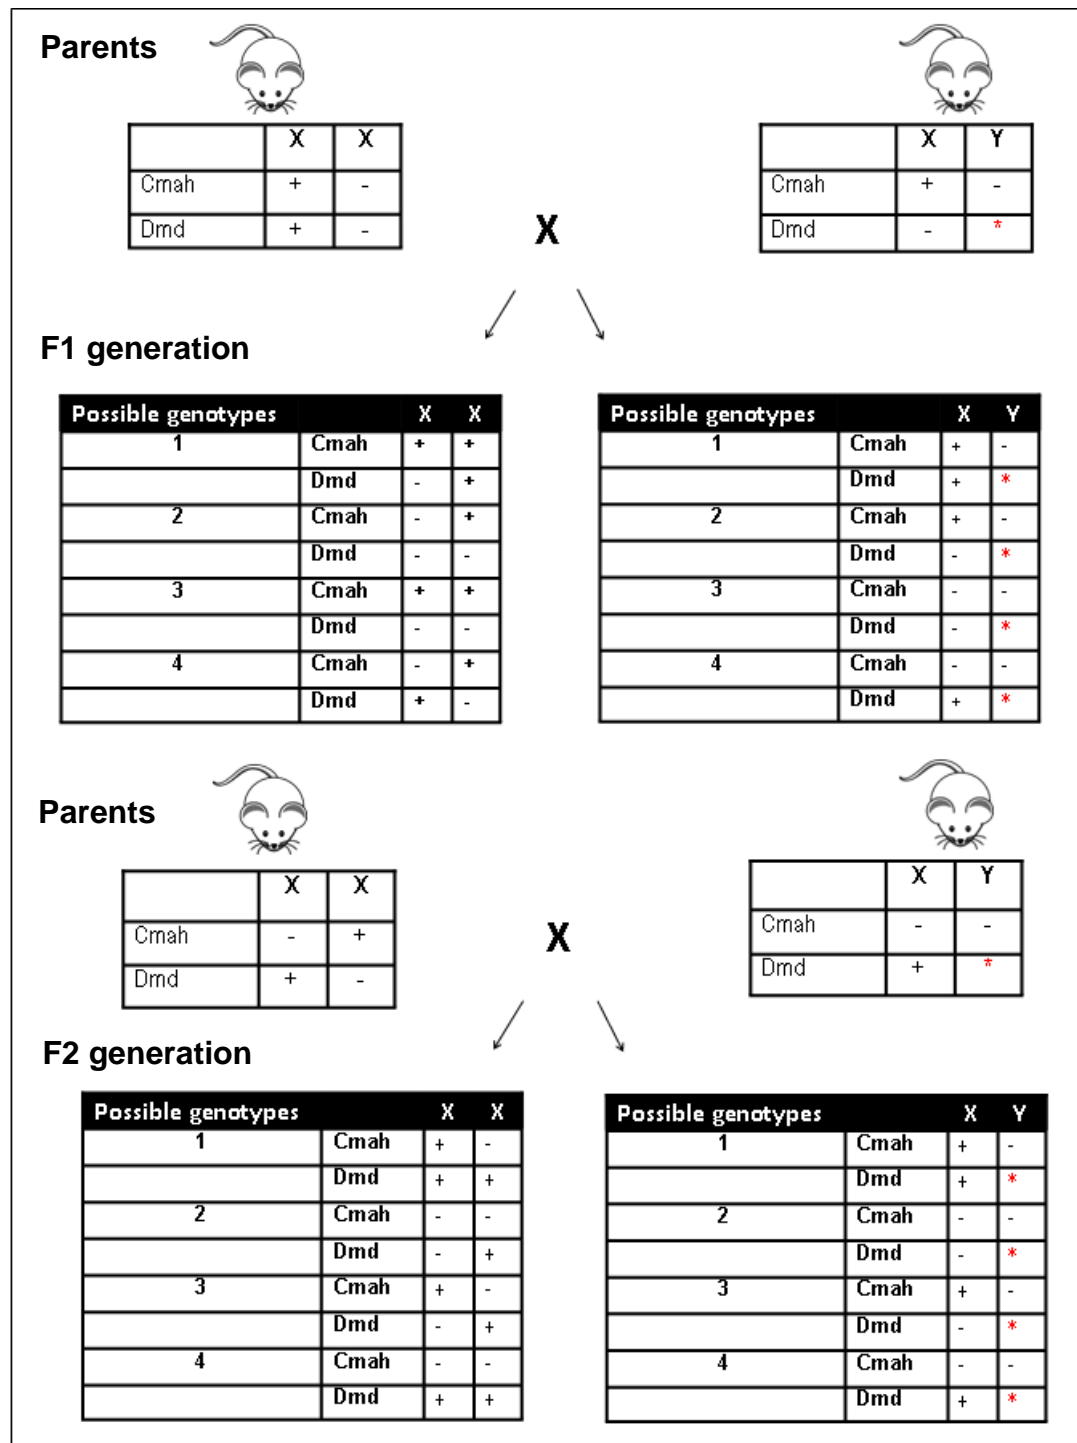 Parents
X X
Cmah + -
Dmd + -
X
X Y
Cmah + -
Dmd - *
F1 generation
Possible genotypes X X
1 Cmah + +
Dmd - +
2 Cmah - +
Dmd - -
3 Cmah + +
Dmd - -
4 Cmah - +
Dmd + -
Possible genotypes X Y
1 Cmah + -
Dmd + *
2 Cmah + -
Dmd - *
3 Cmah - -
Dmd - *
4 Cmah - -
Dmd + *
Parents
X X
Cmah - +
Dmd + -
X
X Y
Cmah - -
Dmd + *
F2 generation
Possible genotypes X X
1 Cmah + -
Dmd + +
2 Cmah - -
Dmd - +
3 Cmah + -
Dmd - +
4 Cmah - -
Dmd + +
Possible genotypes X Y
1 Cmah + -
Dmd + *
2 Cmah - -
Dmd - *
3 Cmah + -
Dmd - *
4 Cmah - -
Dmd + *